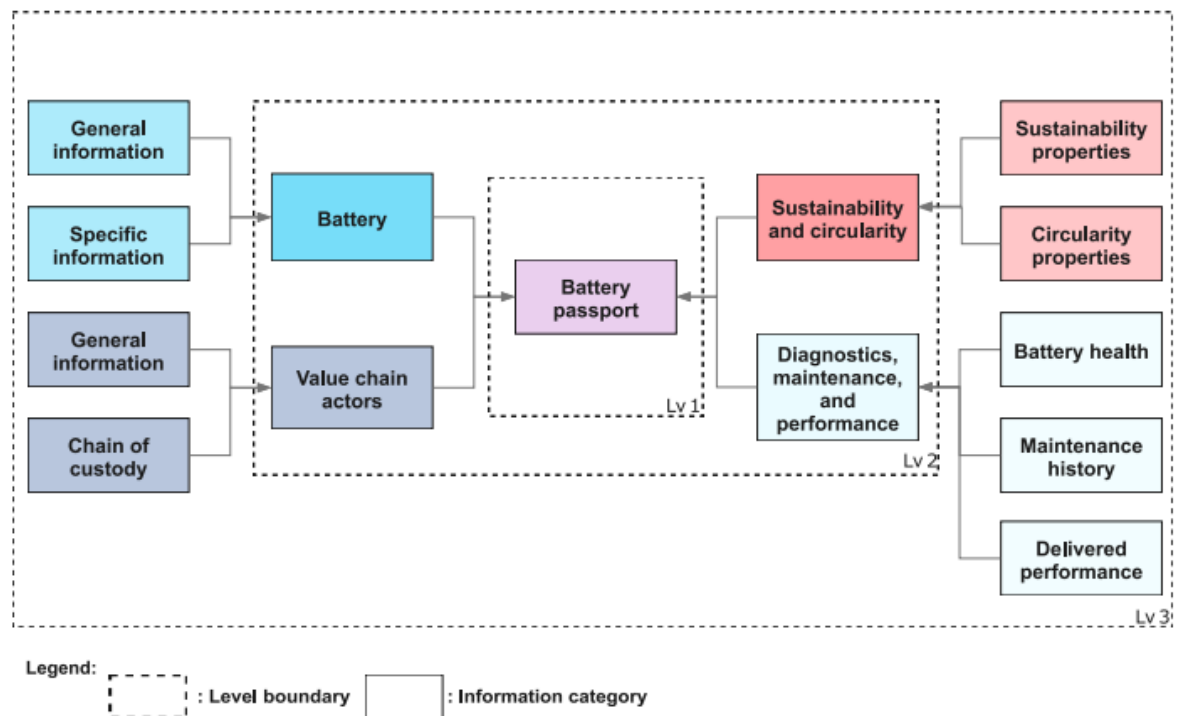 General
information
Specific
information
General
information
Chain of
custody
Battery
Value chain
actors
Battery
passport
Lv 1
Sustainability
and circularity
Diagnostics,
maintenance,
and
performance
Lv 2
Sustainability
properties
Circularity
properties
Battery health
Maintenance
history
Delivered
performance
Lv 3
Legend:
: Level boundary
: Information category